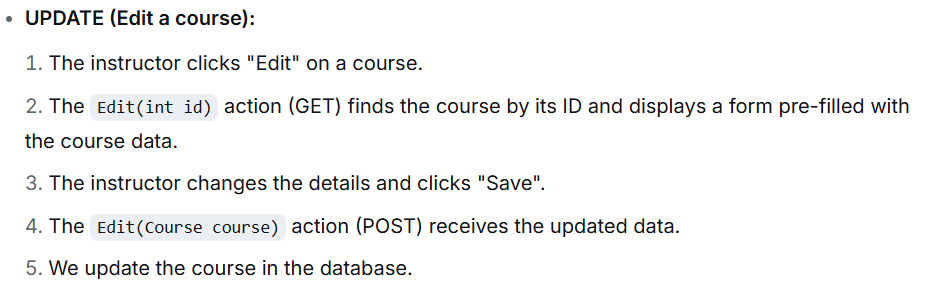 • UPDATE (Edit a course):
1. The instructor clicks "Edit" on a course.
2. The Edit(int id) action (GET) finds the course by its ID and displays a form pre-filled with
the course data.
3. The instructor changes the details and clicks "Save".
4. The Edit(Course course) action (POST) receives the updated data.
5. We update the course in the database.